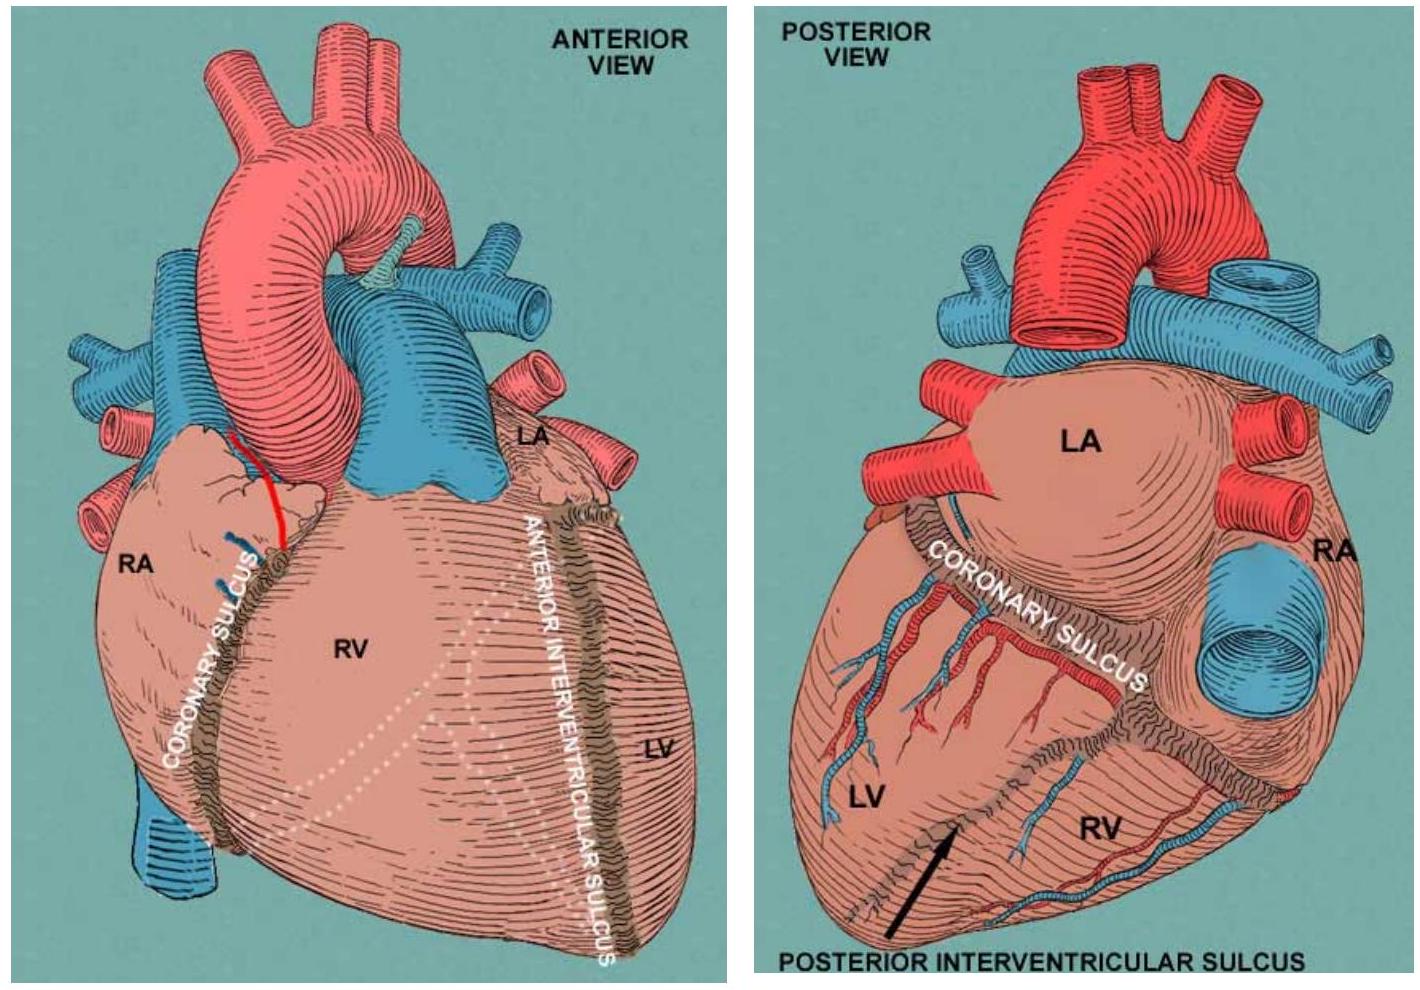 ANTERIOR
VIEW
LA
RA
CORONARY SULCUS
RV
ANTERIOR INTERVENTRICULAR SULCUS
LV
POSTERIOR
VIEW
LA
RA
CORONARY SULCUS
LV
RV
POSTERIOR INTERVENTRICULAR SULCUS